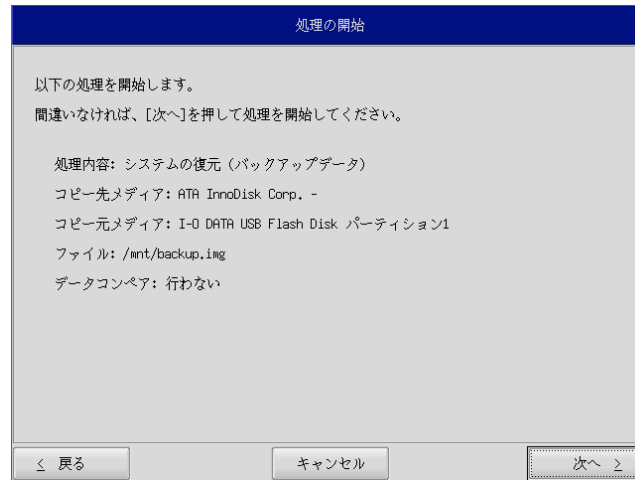 処理の開始
以下の処理を開始します。
間違いなければ、[次へ]を押して処理を開始してください。
処理内容: システムの復元 (バックアップデータ)
コピー先メディア: ATA InnoDisk Corp. -
コピー元メディア: I-O DATA USB Flash Disk パーティション1
ファイル: /mnt/backup.img
データコンペア: 行わない
< 戻る
キャンセル
次へ >